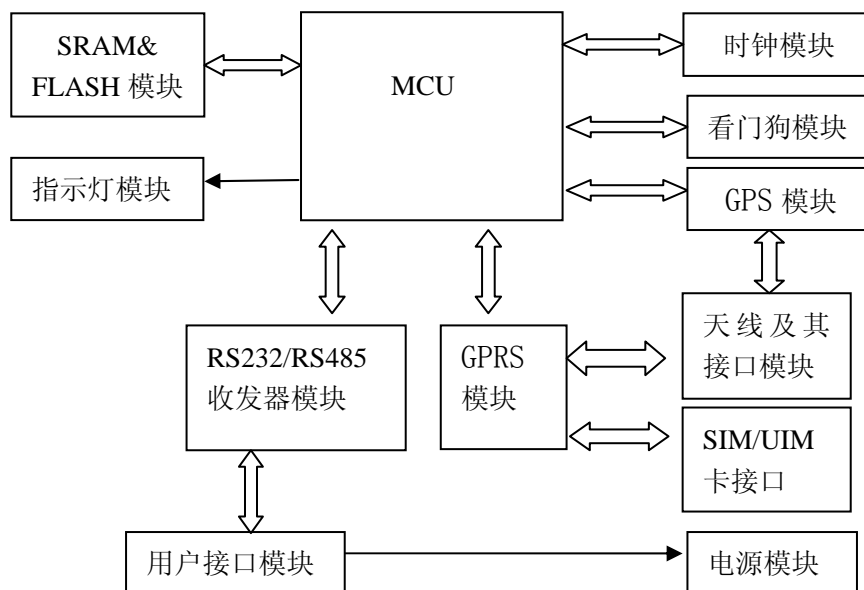 SRAM&
FLASH 模块
MCU
时钟模块
看门狗模块
指示灯模块
GPS 模块
RS232/RS485
收发器模块
GPRS
模块
天线及其
接口模块
SIM/UIM
卡接口
用户接口模块
电源模块